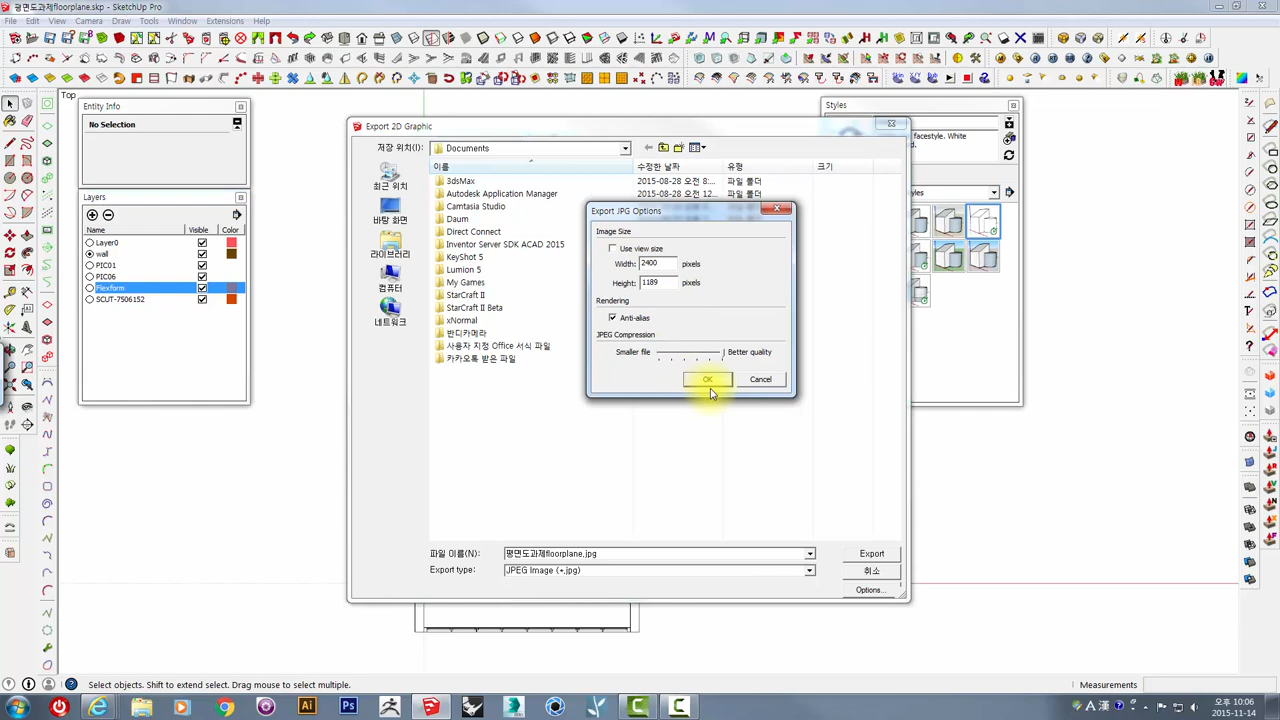 평면도과제floorplane.skp - SketchUp Pro
File Edit View Camera Draw Tools Window Extensions Help
Top
Entity Info
No Selection
Layers
Name Visible Color
Layer0
wall
PIC01
PIC06
Flexform
SCUT-7506152
Styles
facestyle. White
Export 2D Graphic
저장 위치(I): Documents
이름 수정한 날짜 유형 크기
최근 위치
바탕 화면
라이브러리
컴퓨터
네트워크
3dsMax 2015-08-28 오전 8:... 파일 폴더
Autodesk Application Manager 2015-08-28 오전 12... 파일 폴더
Camtasia Studio
Daum
Direct Connect
Inventor Server SDK ACAD 2015
KeyShot 5
Lumion 5
My Games
StarCraft II
StarCraft II Beta
xNormal
반디카메라
사용자 지정 Office 서식 파일
카카오톡 받은 파일
Export JPG Options
Image Size
Use view size
Width: 2400 pixels
Height: 1189 pixels
Rendering
Anti-alias
JPEG Compression
Smaller file Better quality
OK Cancel
파일 이름(N): 평면도과제floorplane.jpg Export
Export type: JPEG Image (*.jpg) 취소
Options...
Select objects. Shift to extend select. Drag mouse to select multiple. Measurements
Ai Ps
A 漢
오후 10:06
2015-11-14